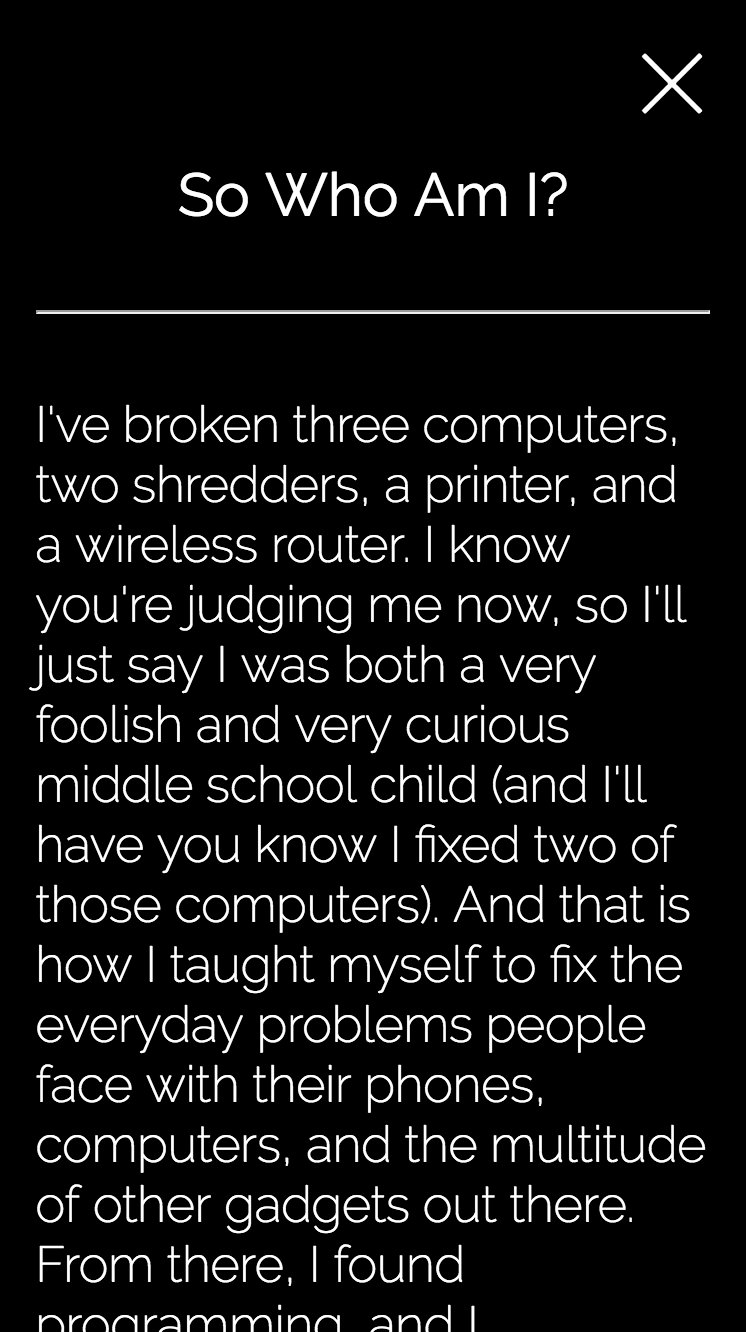 So Who Am I?
I've broken three computers,
two shredders, a printer, and
a wireless router. I know
you're judging me now, so I'll
just say I was both a very
foolish and very curious
middle school child (and I'll
have you know I fixed two of
those computers). And that is
how I taught myself to fix the
everyday problems people
face with their phones,
computers, and the multitude
of other gadgets out there.
From there, I found
programming, and I